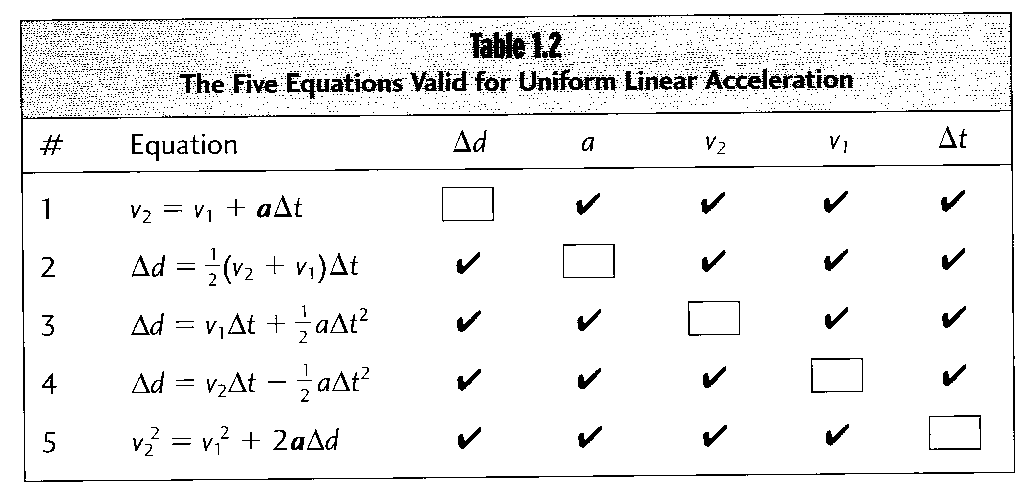 Table 1.2
The Five Equations Valid for Uniform Linear Acceleration
# Equation Δd a v₂ v₁ Δt
1 v₂ = v₁ + aΔt ☐ ✔ ✔ ✔ ✔
2 Δd = ½(v₂ + v₁)Δt ✔ ☐ ✔ ✔ ✔
3 Δd = v₁Δt + ½aΔt² ✔ ✔ ☐ ✔ ✔
4 Δd = v₂Δt − ½aΔt² ✔ ✔ ✔ ☐ ✔
5 v₂² = v₁² + 2aΔd ✔ ✔ ✔ ✔ ☐